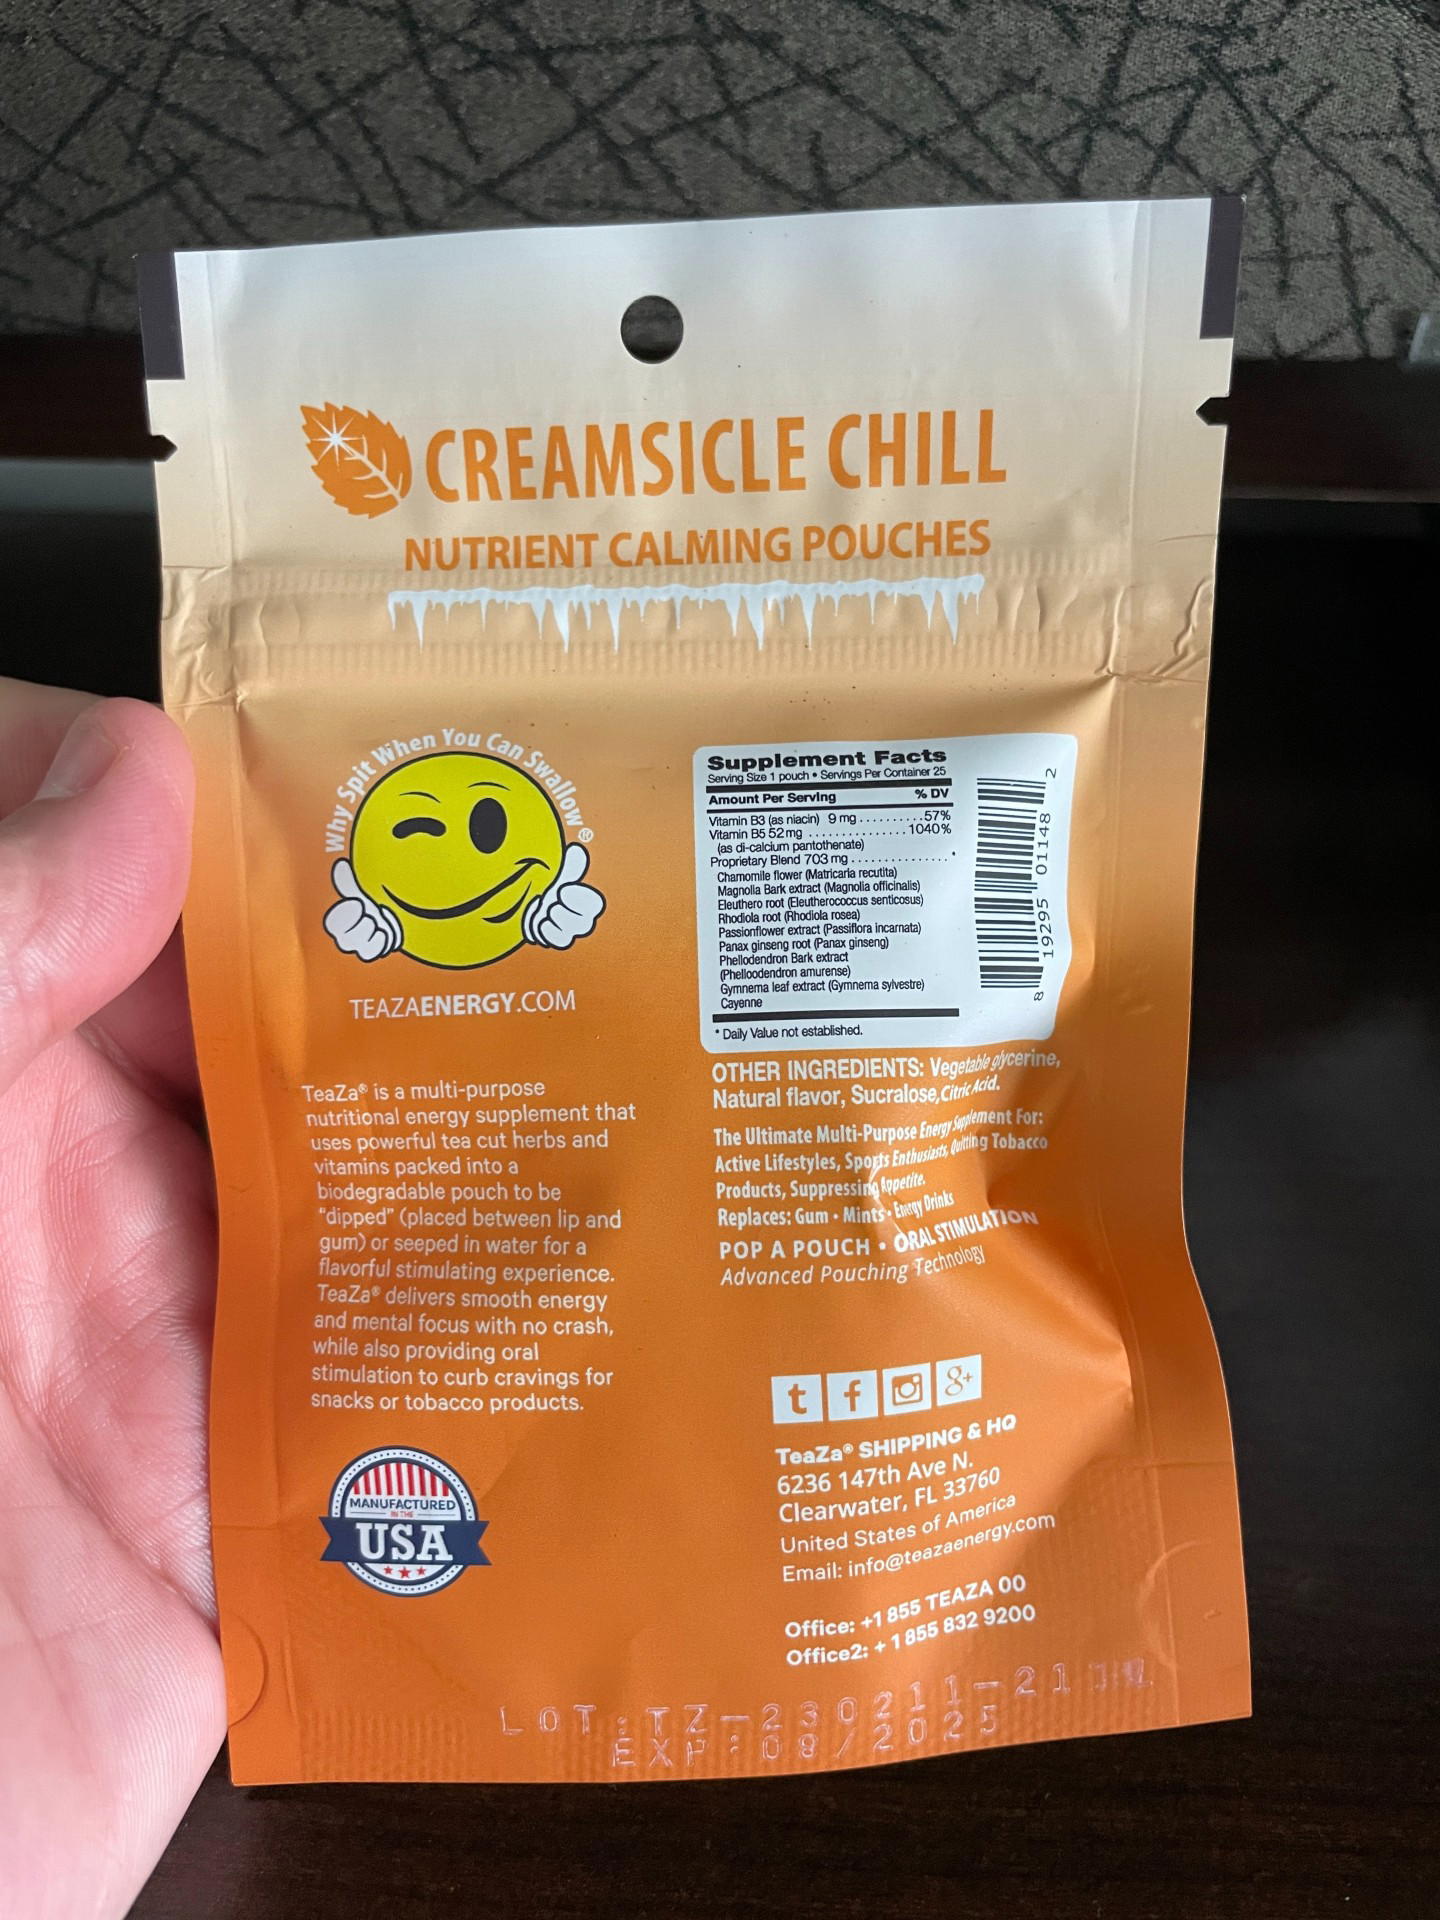 CREAMSICLE CHILL
NUTRIENT CALMING POUCHES
Why Spit When You Can Swallow®
TEAZAENERGY.COM
TeaZa® is a multi-purpose
nutritional energy supplement that
uses powerful tea cut herbs and
vitamins packed into a
biodegradable pouch to be
"dipped" (placed between lip and
gum) or seeped in water for a
flavorful stimulating experience.
TeaZa® delivers smooth energy
and mental focus with no crash,
while also providing oral
stimulation to curb cravings for
snacks or tobacco products.
MANUFACTURED
IN THE
USA
Supplement Facts
Serving Size 1 pouch • Servings Per Container 25
Amount Per Serving % DV
Vitamin B3 (as niacin) 9 mg ..........57%
Vitamin B5 52 mg ................1040%
(as di-calcium pantothenate)
Proprietary Blend 703 mg ............... *
Chamomile flower (Matricaria recutita)
Magnolia Bark extract (Magnolia officinalis)
Eleuthero root (Eleutherococcus senticosus)
Rhodiola root (Rhodiola rosea)
Passionflower extract (Passiflora incarnata)
Panax ginseng root (Panax ginseng)
Phellodendron Bark extract
(Phelloodendron amurense)
Gymnema leaf extract (Gymnema sylvestre)
Cayenne
* Daily Value not established.
8 19295 01148 2
OTHER INGREDIENTS: Vegetable glycerine,
Natural flavor, Sucralose, Citric Acid.
The Ultimate Multi-Purpose Energy Supplement For:
Active Lifestyles, Sports Enthusiasts, Quitting Tobacco
Products, Suppressing Appetite.
Replaces: Gum • Mints • Energy Drinks
POP A POUCH • ORAL STIMULATION
Advanced Pouching Technology
t f g+
TeaZa® SHIPPING & HQ
6236 147th Ave N.
Clearwater, FL 33760
United States of America
Email: info@teazaenergy.com
Office: +1 855 TEAZA 00
Office2: + 1 855 832 9200
LOT:TZ-230211-21
EXP:08/2025